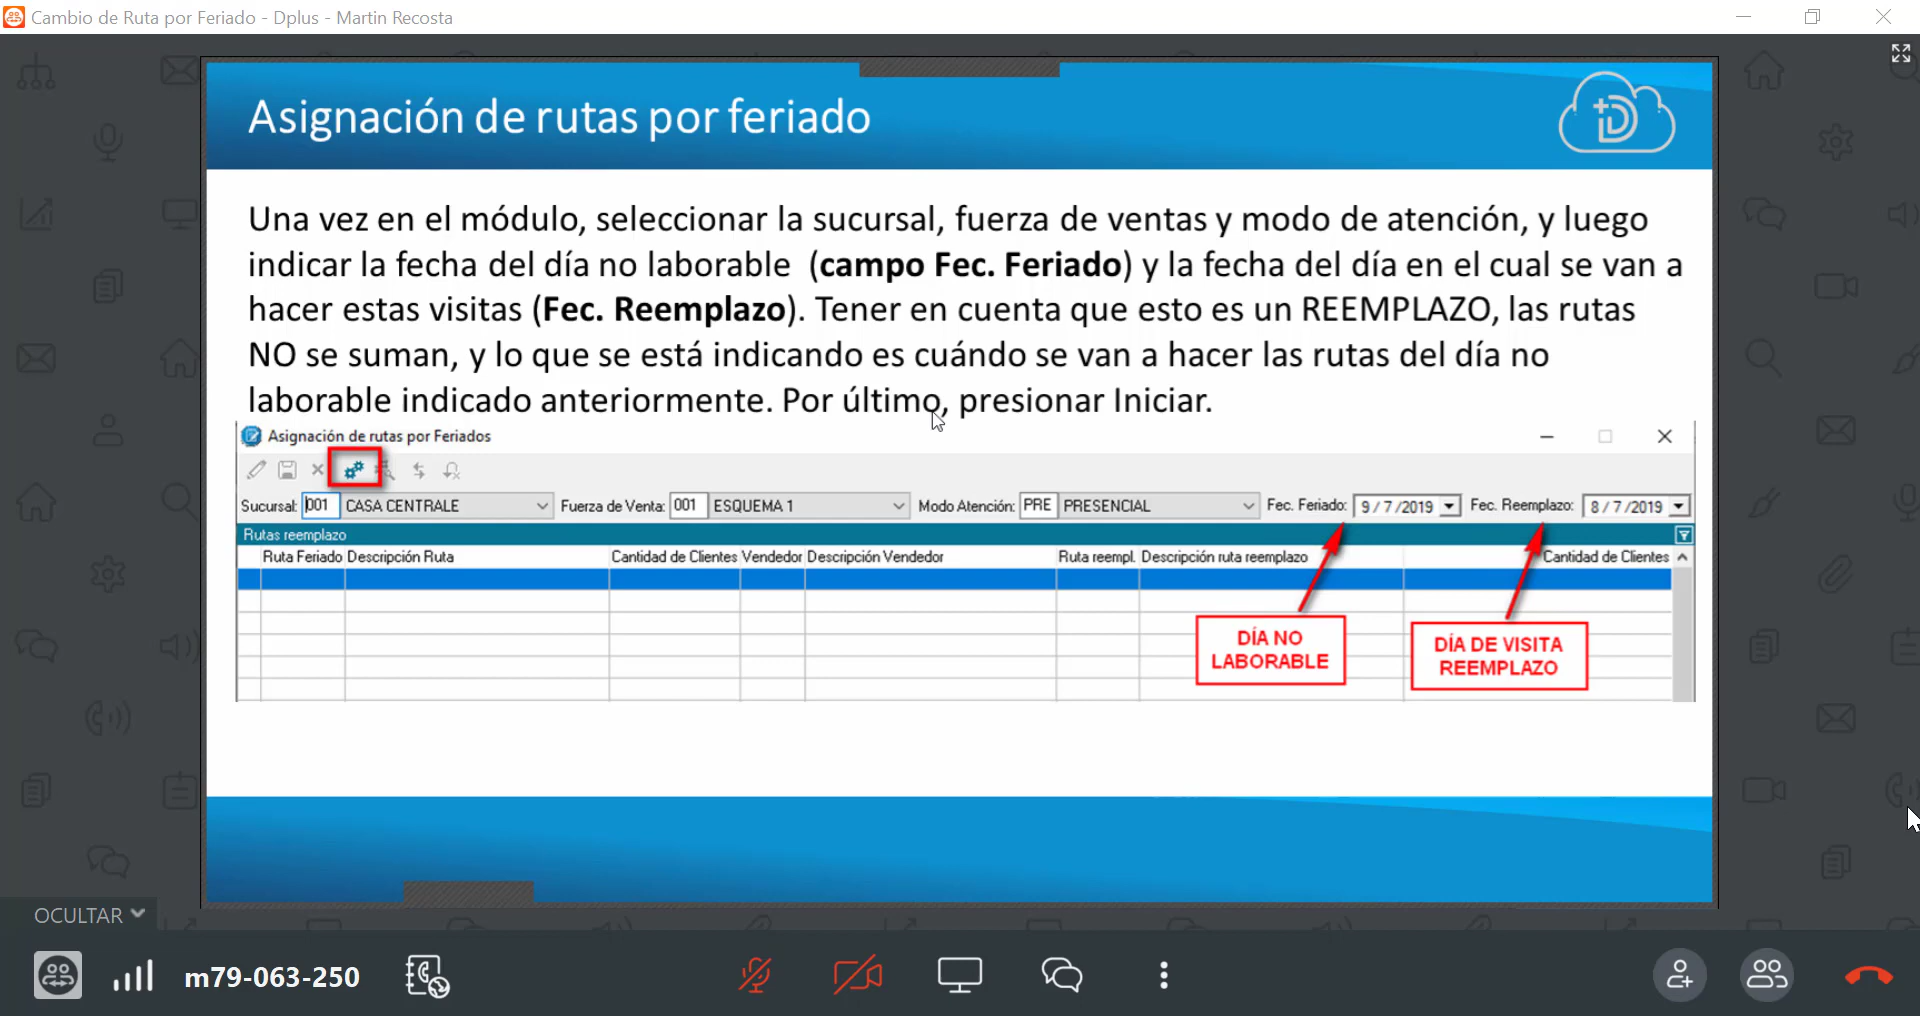 Cambio de Ruta por Feriado - Dplus - Martin Recosta
Asignación de rutas por feriado
Una vez en el módulo, seleccionar la sucursal, fuerza de ventas y modo de atención, y luego
indicar la fecha del día no laborable (campo Fec. Feriado) y la fecha del día en el cual se van a
hacer estas visitas (Fec. Reemplazo). Tener en cuenta que esto es un REEMPLAZO, las rutas
NO se suman, y lo que se está indicando es cuándo se van a hacer las rutas del día no
laborable indicado anteriormente. Por último, presionar Iniciar.
Asignación de rutas por Feriados
Sucursal: 001 CASA CENTRALE Fuerza de Venta: 001 ESQUEMA 1 Modo Atención: PRE PRESENCIAL Fec. Feriado: 9/7/2019 Fec. Reemplazo: 8/7/2019
Rutas reemplazo
Ruta Feriado Descripción Ruta Cantidad de Clientes Vendedor Descripción Vendedor Ruta reempl. Descripción ruta reemplazo Cantidad de Clientes
DÍA NO
LABORABLE
DÍA DE VISITA
REEMPLAZO
OCULTAR
m79-063-250